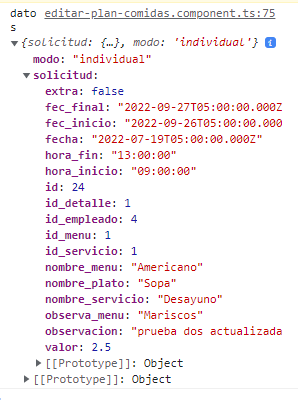 dato editar-plan-comidas.component.ts:75
s
{solicitud: {…}, modo: 'individual'} i
modo: "individual"
solicitud:
extra: false
fec_final: "2022-09-27T05:00:00.000Z
fec_inicio: "2022-09-26T05:00:00.000
fecha: "2022-07-19T05:00:00.000Z"
hora_fin: "13:00:00"
hora_inicio: "09:00:00"
id: 24
id_detalle: 1
id_empleado: 4
id_menu: 1
id_servicio: 1
nombre_menu: "Americano"
nombre_plato: "Sopa"
nombre_servicio: "Desayuno"
observa_menu: "Mariscos"
observacion: "prueba dos actualizada
valor: 2.5
[[Prototype]]: Object
[[Prototype]]: Object